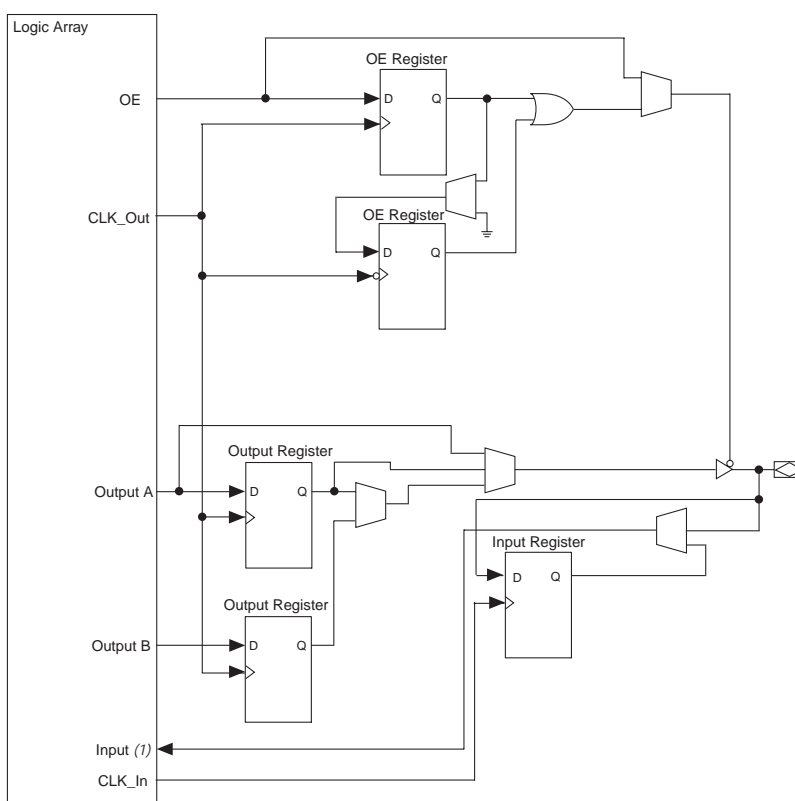 Logic Array
OE Register
OE
D Q
CLK_Out
OE Register
D Q
Output Register
Output A
D Q
Input Register
D Q
Output Register
Output B
D Q
Input (1)
CLK_In